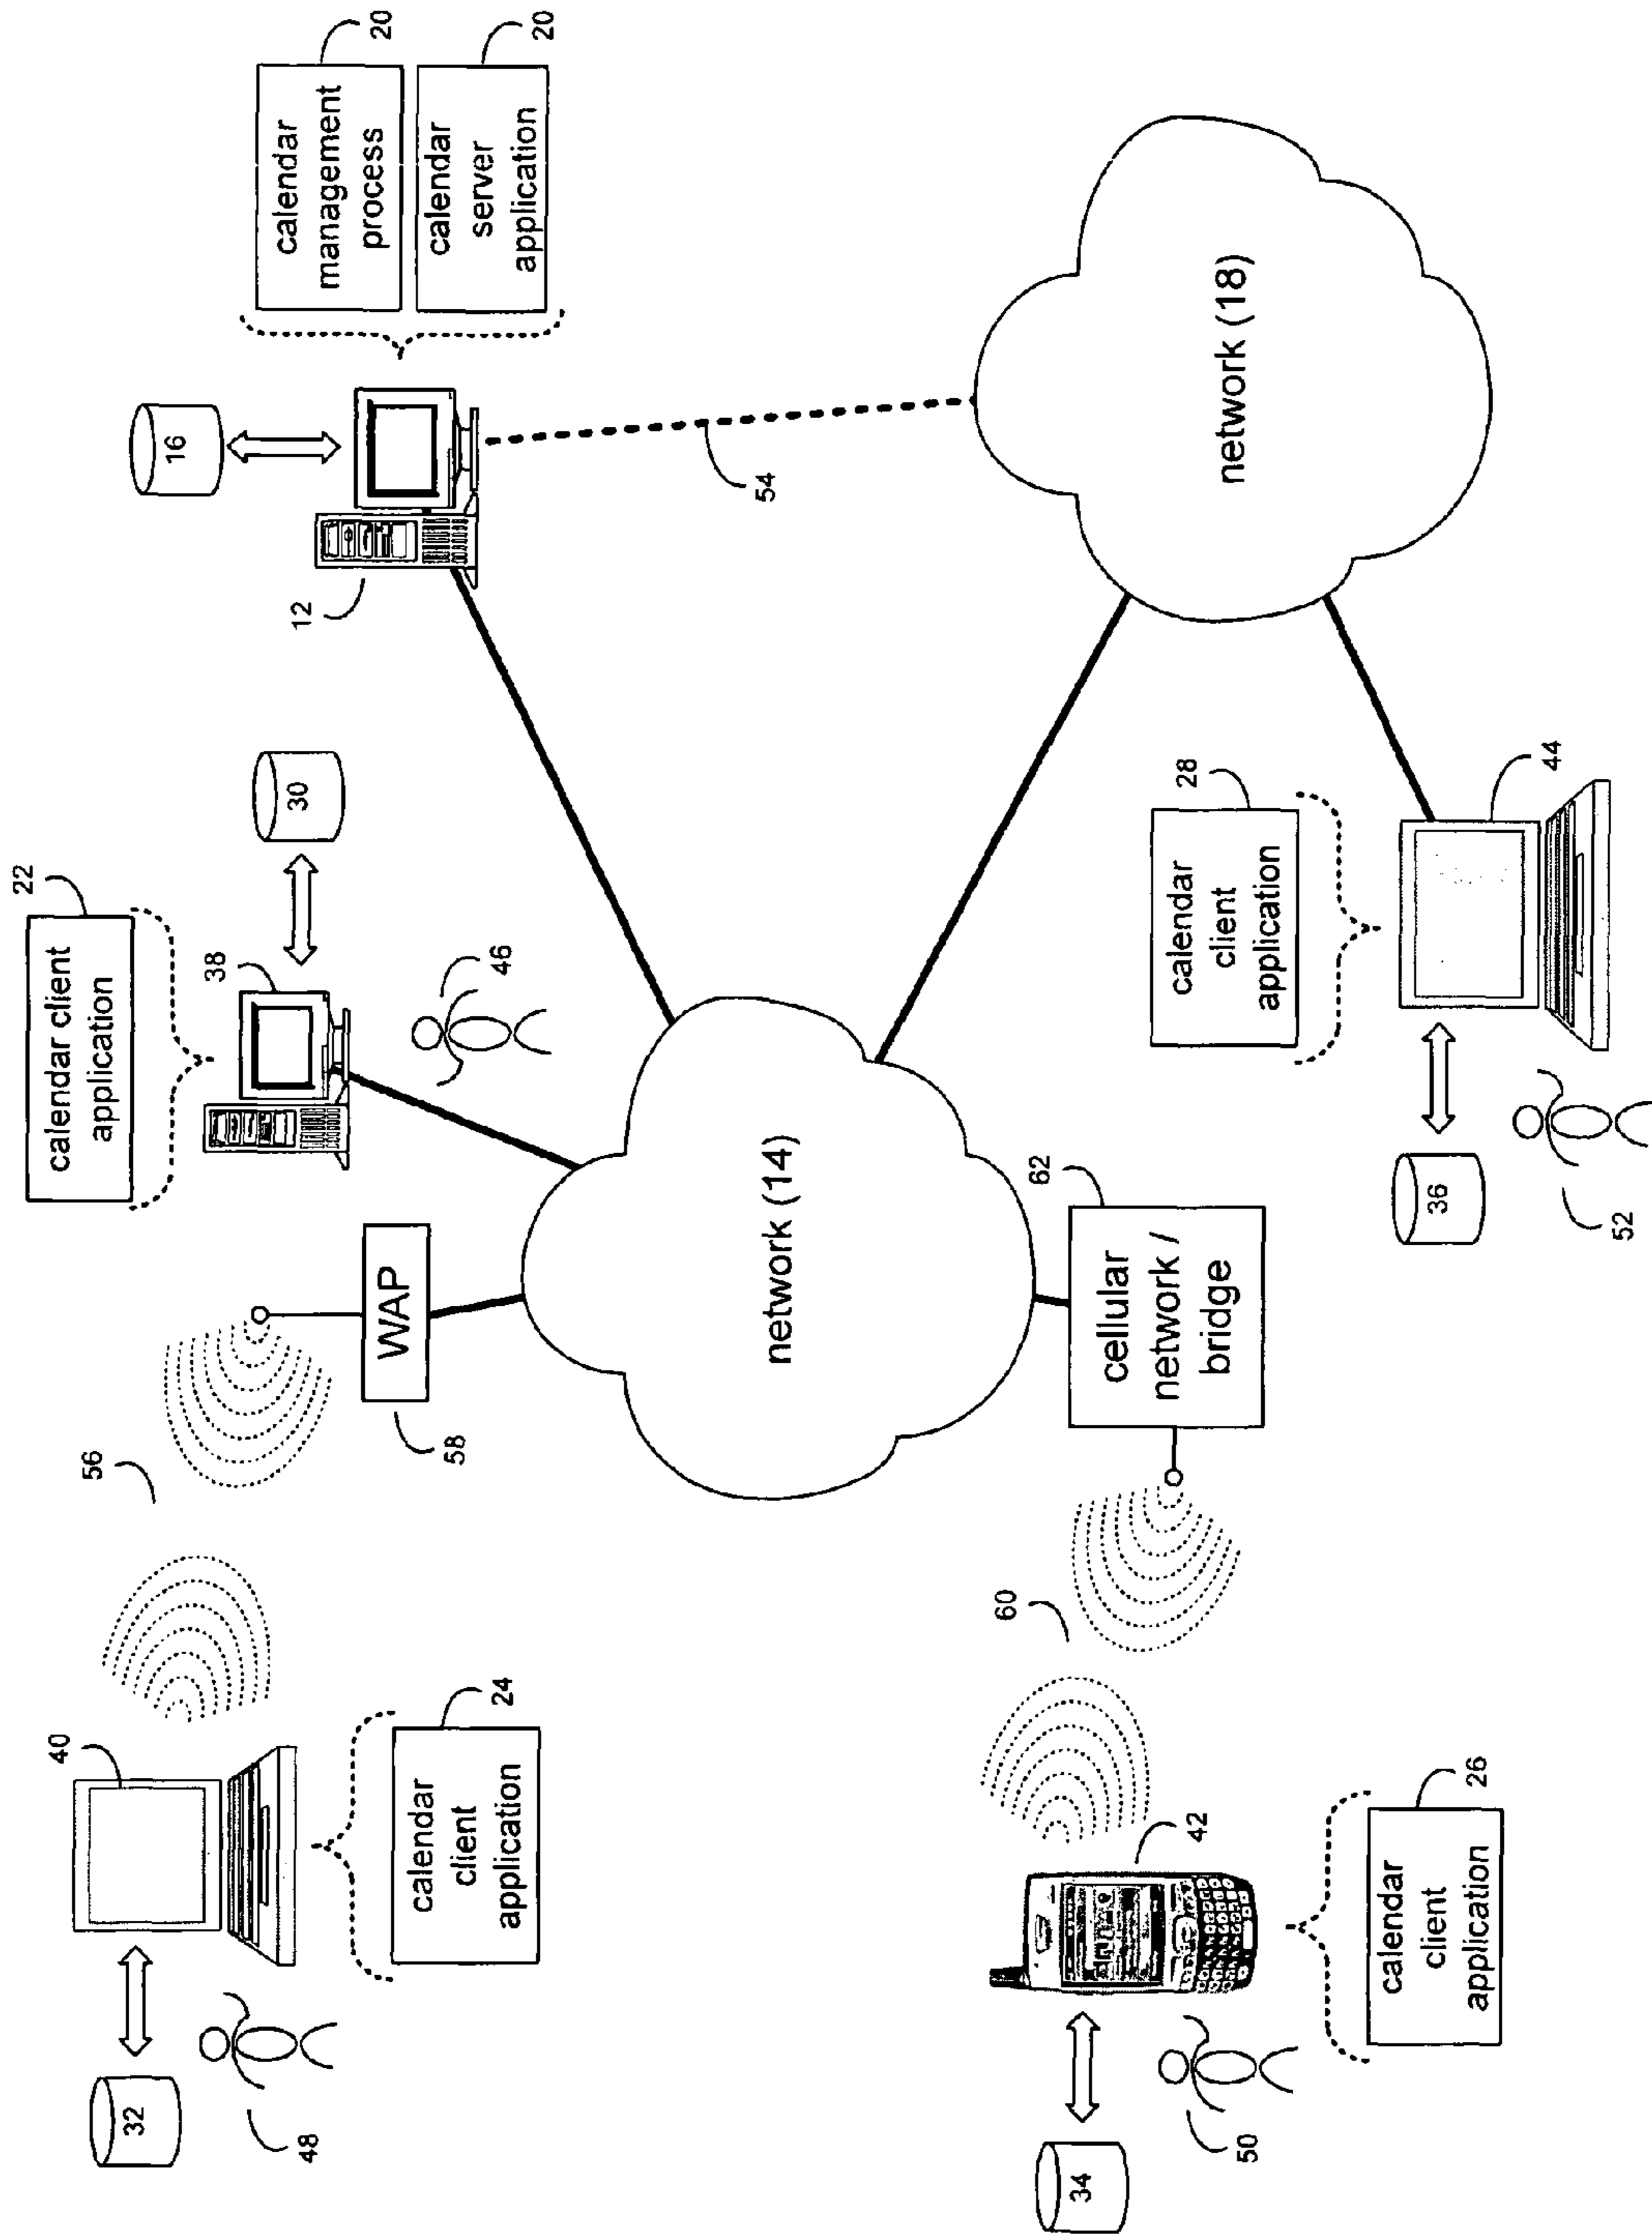 32
48
40
calendar
client
application
24
56
WAP
58
calendar client
application
22
38
30
46
16
12
calendar
management
process
20
calendar
server
application
20
network (14)
54
34
50
42
calendar
client
application
26
60
cellular
network /
bridge
62
network (18)
calendar
client
application
28
36
52
44